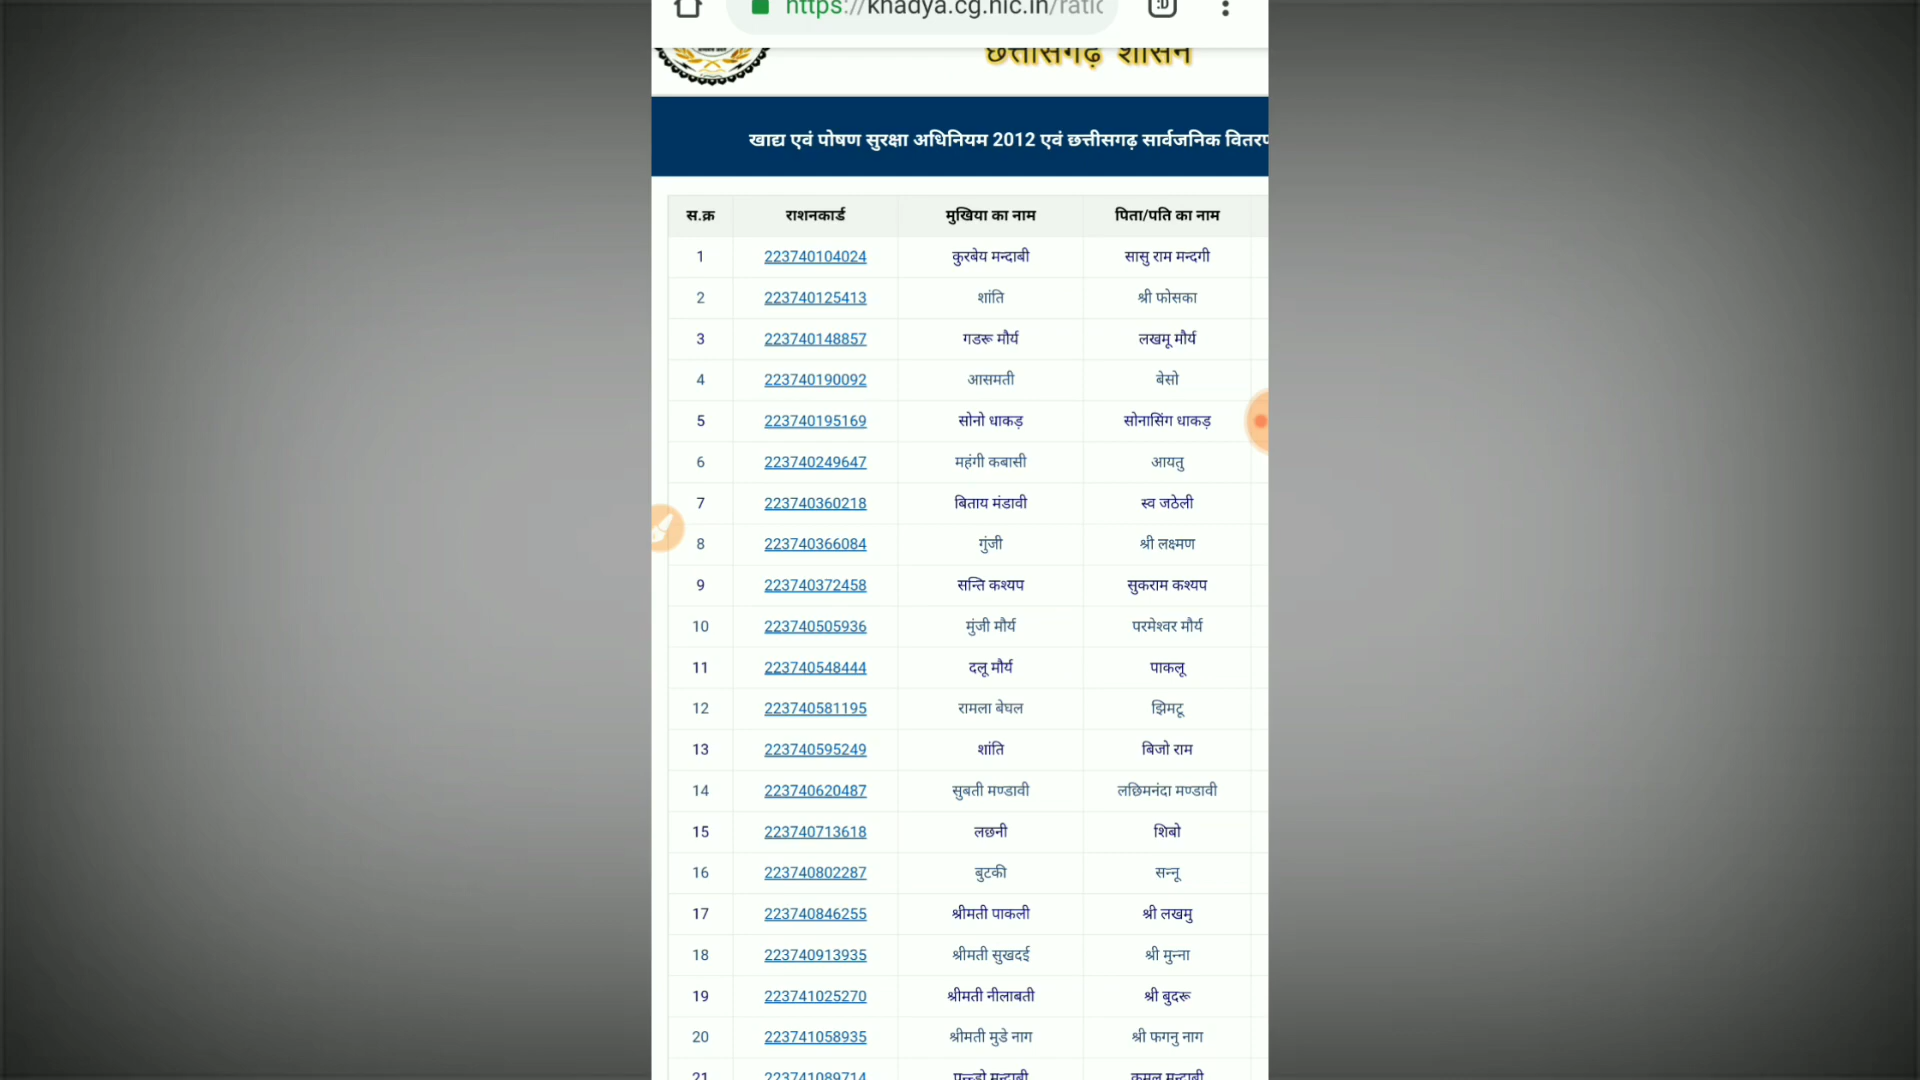 https://khadya.cg.nic.in/ratic
:D
छत्तीसगढ़ शासन
खाद्य एवं पोषण सुरक्षा अधिनियम 2012 एवं छत्तीसगढ़ सार्वजनिक वितरण
स.क्र राशनकार्ड मुखिया का नाम पिता/पति का नाम
1 223740104024 कुरबेय मन्दाबी सासु राम मन्दगी
2 223740125413 शांति श्री फोसका
3 223740148857 गडरू मौर्य लखमू मौर्य
4 223740190092 आसमती बेसो
5 223740195169 सोनो धाकड़ सोनासिंग धाकड़
6 223740249647 महंगी कबासी आयतु
7 223740360218 बिताय मंडावी स्व जठेली
8 223740366084 गुंजी श्री लक्ष्मण
9 223740372458 सन्ति कश्यप सुकराम कश्यप
10 223740505936 मुंजी मौर्य परमेश्वर मौर्य
11 223740548444 दलू मौर्य पाकलू
12 223740581195 रामला बेघल झिमटू
13 223740595249 शांति बिजो राम
14 223740620487 सुबती मण्डावी लछिमनंदा मण्डावी
15 223740713618 लछनी शिबो
16 223740802287 बुटकी सन्नू
17 223740846255 श्रीमती पाकली श्री लखमु
18 223740913935 श्रीमती सुखदई श्री मुन्ना
19 223741025270 श्रीमती नीलाबती श्री बुदरू
20 223741058935 श्रीमती मुडे नाग श्री फगनु नाग
21 223741089714 मन्दाबी कमल मन्दाबी